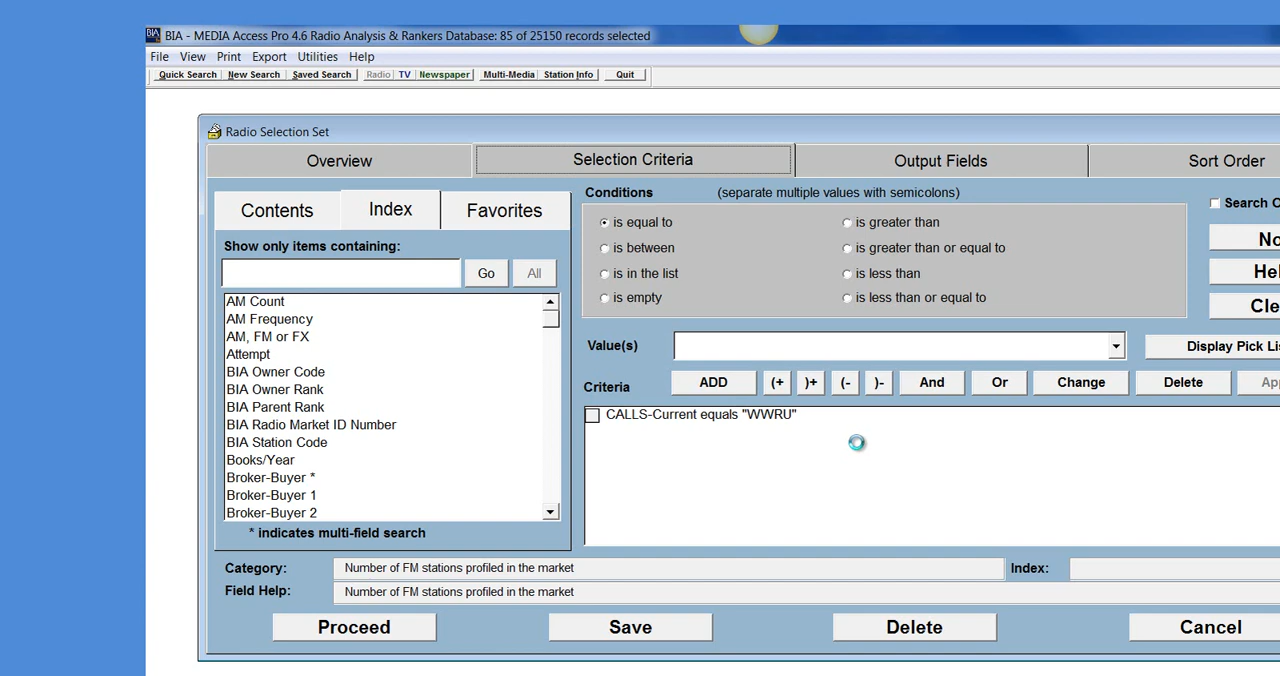 BIA BIA - MEDIA Access Pro 4.6 Radio Analysis & Rankers Database: 85 of 25150 records selected
File View Print Export Utilities Help
Quick Search New Search Saved Search Radio TV Newspaper Multi-Media Station Info Quit
Radio Selection Set
Overview Selection Criteria Output Fields Sort Order
Contents Index Favorites
Show only items containing:
Go All
AM Count
AM Frequency
AM, FM or FX
Attempt
BIA Owner Code
BIA Owner Rank
BIA Parent Rank
BIA Radio Market ID Number
BIA Station Code
Books/Year
Broker-Buyer *
Broker-Buyer 1
Broker-Buyer 2
* indicates multi-field search
Conditions (separate multiple values with semicolons)
is equal to is greater than
is between is greater than or equal to
is in the list is less than
is empty is less than or equal to
Search
Value(s) Display Pick
Criteria ADD (+ )+ (- )- And Or Change Delete
CALLS-Current equals "WWRU"
Category: Number of FM stations profiled in the market Index:
Field Help: Number of FM stations profiled in the market
Proceed Save Delete Cancel